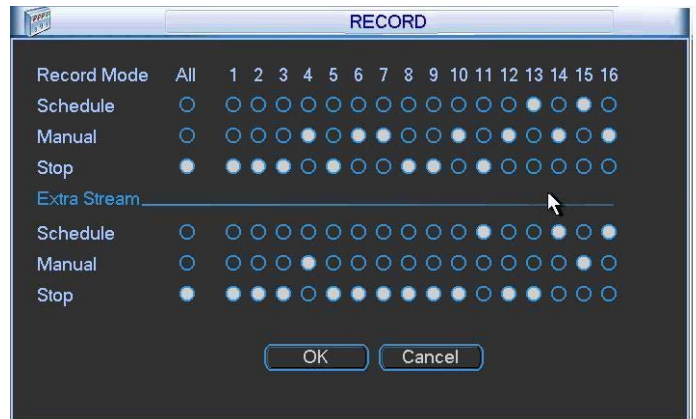 RECORD
Record Mode All 1 2 3 4 5 6 7 8 9 10 11 12 13 14 15 16
Schedule
Manual
Stop
Extra Stream
Schedule
Manual
Stop
OK Cancel